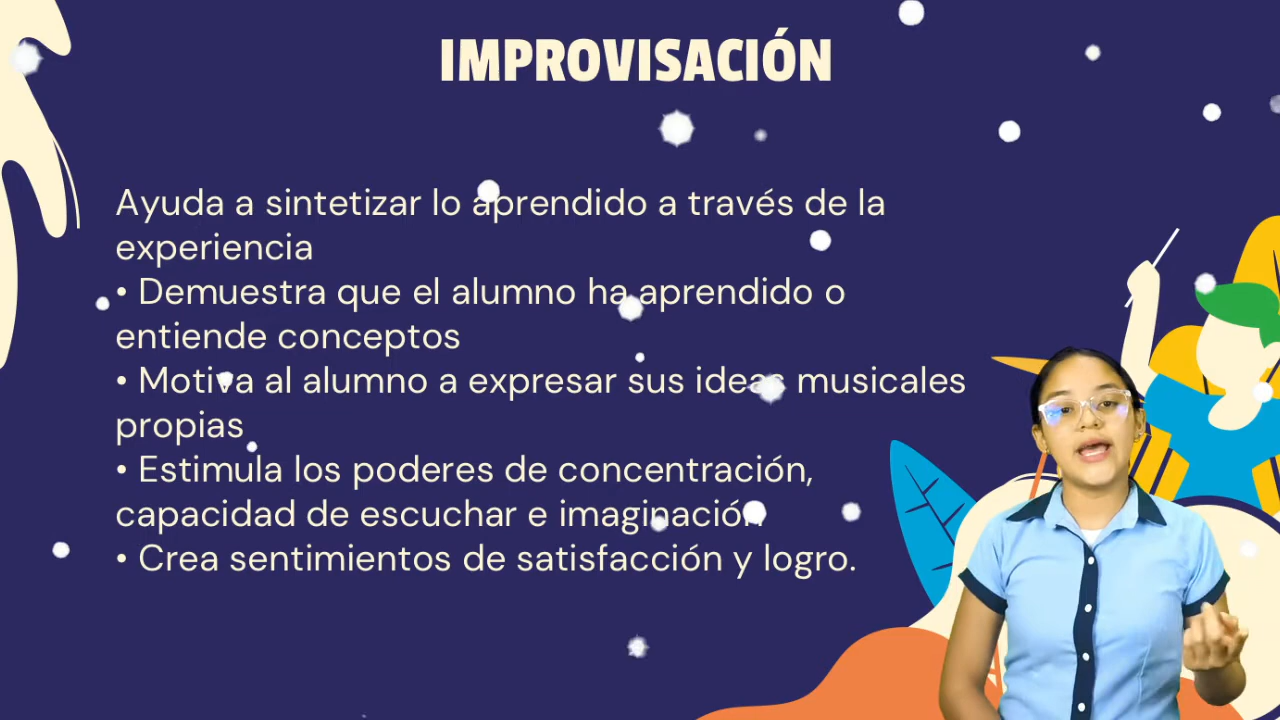 IMPROVISACIÓN
Ayuda a sintetizar lo aprendido a través de la
experiencia
• Demuestra que el alumno ha aprendido o
entiende conceptos
• Motiva al alumno a expresar sus ideas musicales
propias
• Estimula los poderes de concentración,
capacidad de escuchar e imaginación
• Crea sentimientos de satisfacción y logro.